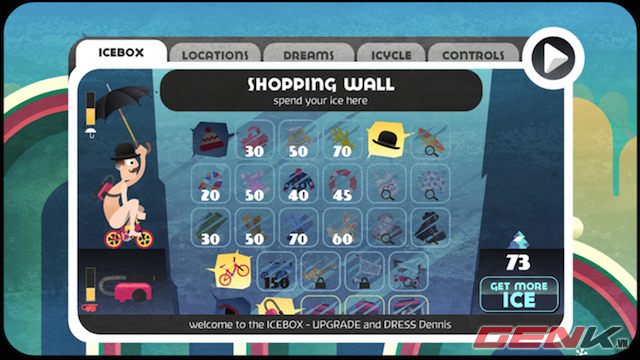 ICEBOX LOCATIONS DREAMS ICYCLE CONTROLS
SHOPPING WALL
spend your ice here
30 50 70
20 50 40 45
30 50 70 60
150
73
GET MORE
ICE
welcome to the ICEBOX - UPGRADE and DRESS Dennis
GENK.VN